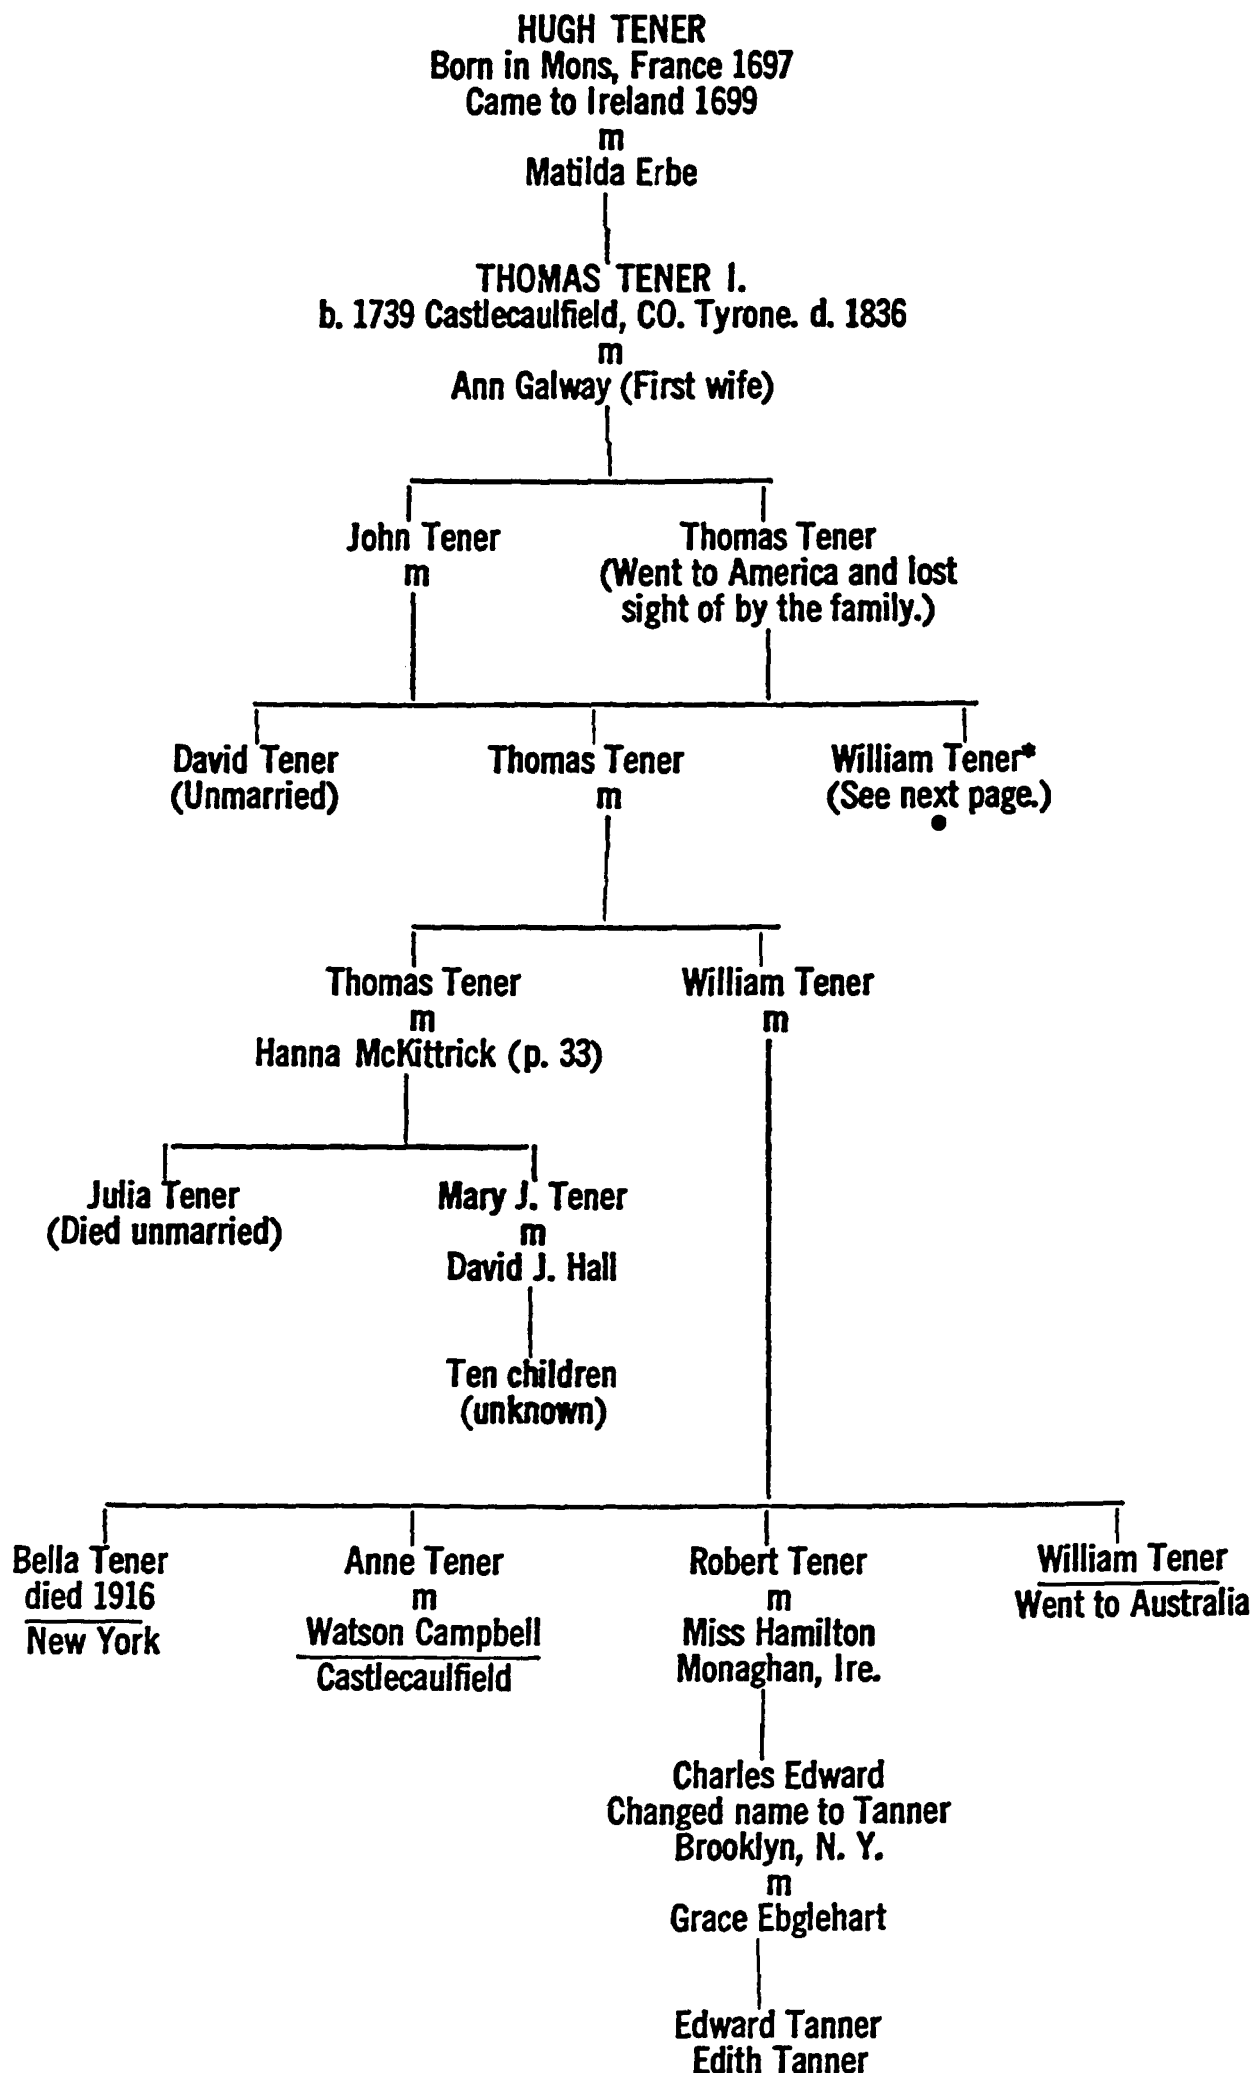 HUGH TENER
Born in Mons, France 1697
Came to Ireland 1699
m
Matilda Erbe
THOMAS TENER I.
b. 1739 Castlecaulfield, CO. Tyrone. d. 1836
m
Ann Galway (First wife)
John Tener
m
Thomas Tener
(Went to America and lost
sight of by the family.)
David Tener
(Unmarried)
Thomas Tener
m
William Tener*
(See next page.)
Thomas Tener
m
Hanna McKittrick (p. 33)
William Tener
m
Julia Tener
(Died unmarried)
Mary J. Tener
m
David J. Hall
Ten children
(unknown)
Bella Tener
died 1916
New York
Anne Tener
m
Watson Campbell
Castlecaulfield
Robert Tener
m
Miss Hamilton
Monaghan, Ire.
William Tener
Went to Australia
Charles Edward
Changed name to Tanner
Brooklyn, N. Y.
m
Grace Ebglehart
Edward Tanner
Edith Tanner